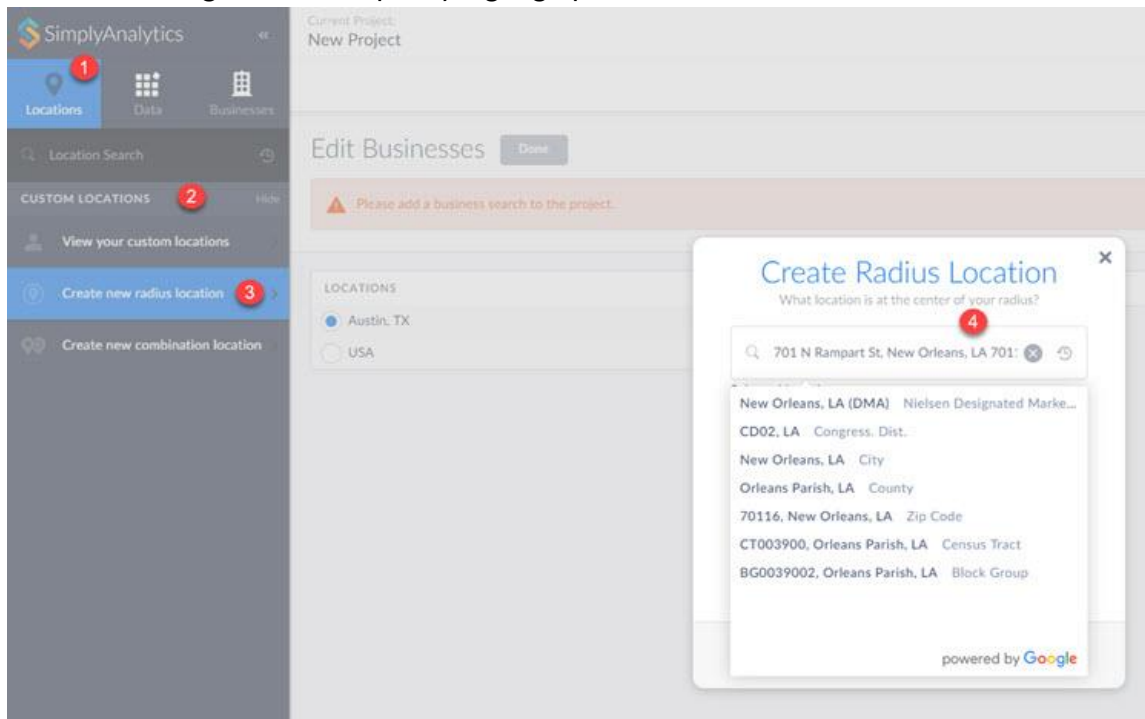 SimplyAnalytics «
Current Project:
New Project
1
Locations
Data
Businesses
Location Search
Edit Businesses Done
CUSTOM LOCATIONS 2 Hide
Please add a business search to the project.
View your custom locations
Create new radius location 3 >
Create new combination location
LOCATIONS
Austin, TX
USA
Create Radius Location ×
What location is at the center of your radius?
4
701 N Rampart St, New Orleans, LA 701
New Orleans, LA (DMA) Nielsen Designated Marke...
CD02, LA Congress. Dist.
New Orleans, LA City
Orleans Parish, LA County
70116, New Orleans, LA Zip Code
CT003900, Orleans Parish, LA Census Tract
BG0039002, Orleans Parish, LA Block Group
powered by Google